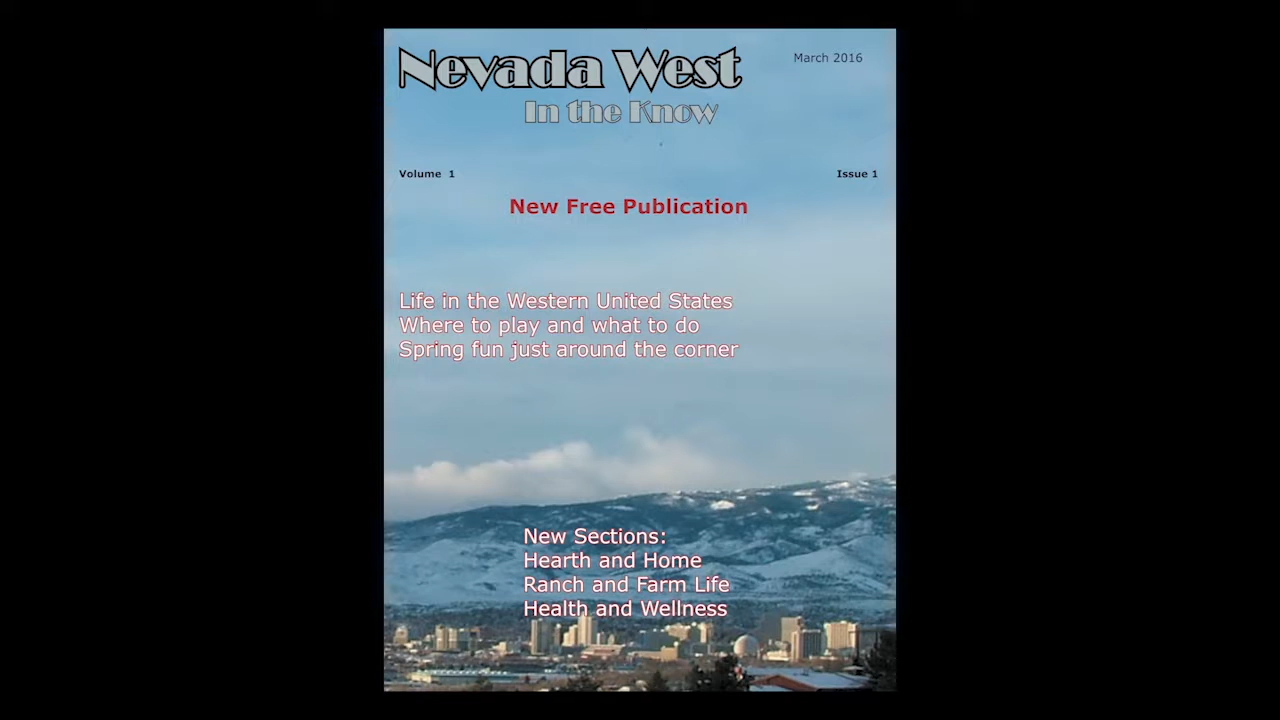 Nevada West
March 2016
In the Know
Volume 1
Issue 1
New Free Publication
Life in the Western United States
Where to play and what to do
Spring fun just around the corner
New Sections:
Hearth and Home
Ranch and Farm Life
Health and Wellness